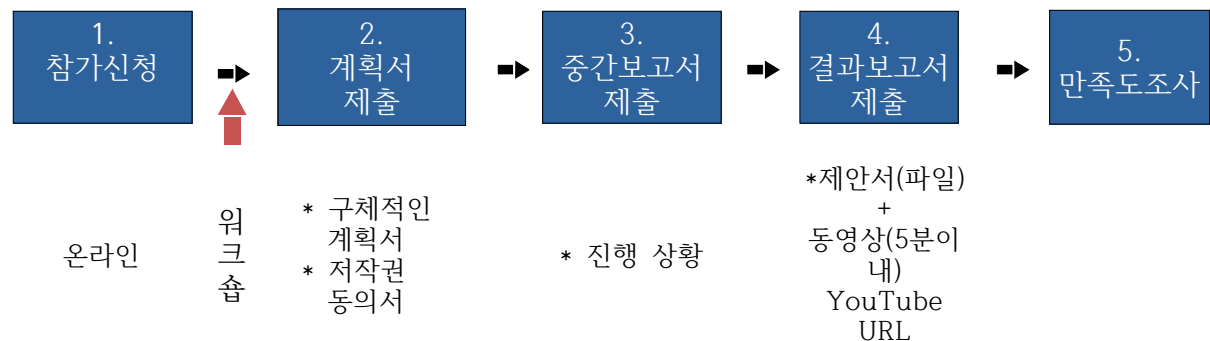 1.
참가신청
2.
계획서
제출
3.
중간보고서
제출
4.
결과보고서
제출
5.
만족도조사
온라인
워
크
숍
* 구체적인
계획서
* 저작권
동의서
* 진행 상황
*제안서(파일)
+
동영상(5분이
내)
YouTube
URL